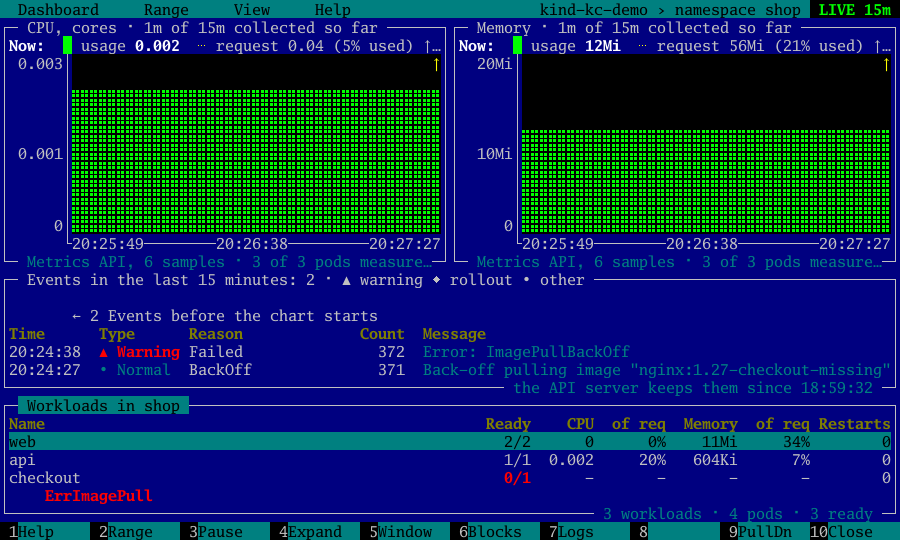 Dashboard Range View Help kind-kc-demo › namespace shop LIVE 15m
CPU, cores · 1m of 15m collected so far
Now: usage 0.002 ⋯ request 0.04 (5% used) ↑…
0.003 ↑
0.001
0
20:25:49 20:26:38 20:27:27
Metrics API, 6 samples · 3 of 3 pods measure…
Memory · 1m of 15m collected so far
Now: usage 12Mi ⋯ request 56Mi (21% used) ↑…
20Mi ↑
10Mi
0
20:25:49 20:26:38 20:27:27
Metrics API, 6 samples · 3 of 3 pods measure…
Events in the last 15 minutes: 2 · ▲ warning ◆ rollout • other
← 2 Events before the chart starts
Time Type Reason Count Message
20:24:38 ▲ Warning Failed 372 Error: ImagePullBackOff
20:24:27 • Normal BackOff 371 Back-off pulling image "nginx:1.27-checkout-missing"
the API server keeps them since 18:59:32
Workloads in shop
Name Ready CPU of req Memory of req Restarts
web 2/2 0 0% 11Mi 34% 0
api 1/1 0.002 20% 604Ki 7% 0
checkout 0/1 – – – – 0
ErrImagePull
3 workloads · 4 pods · 3 ready
1Help 2Range 3Pause 4Expand 5Window 6Blocks 7Logs 8 9PullDn 10Close